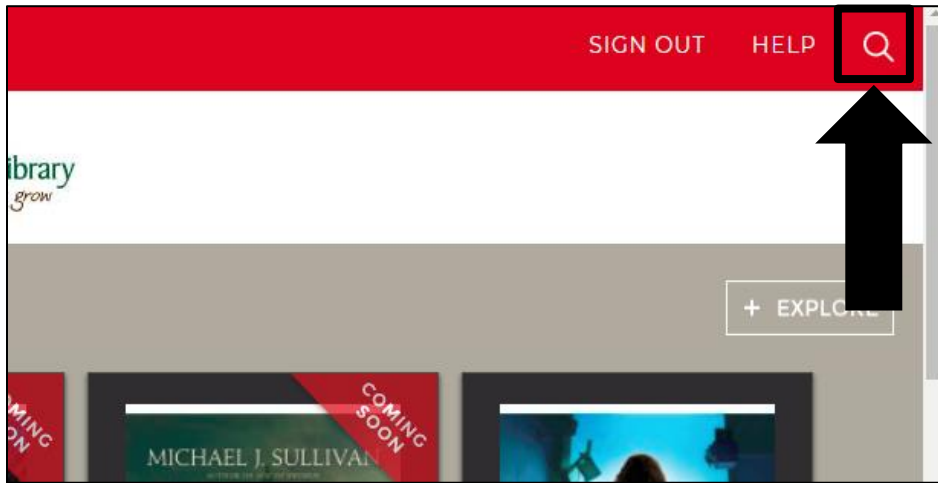 SIGN OUT HELP
ibrary
grow
+ EXPLORE
COMING
SOON
MICHAEL J. SULLIVAN